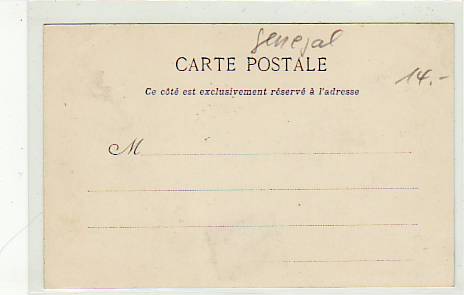 Senegal
CARTE POSTALE
14.-
Ce côté est exclusivement réservé à l'adresse
M